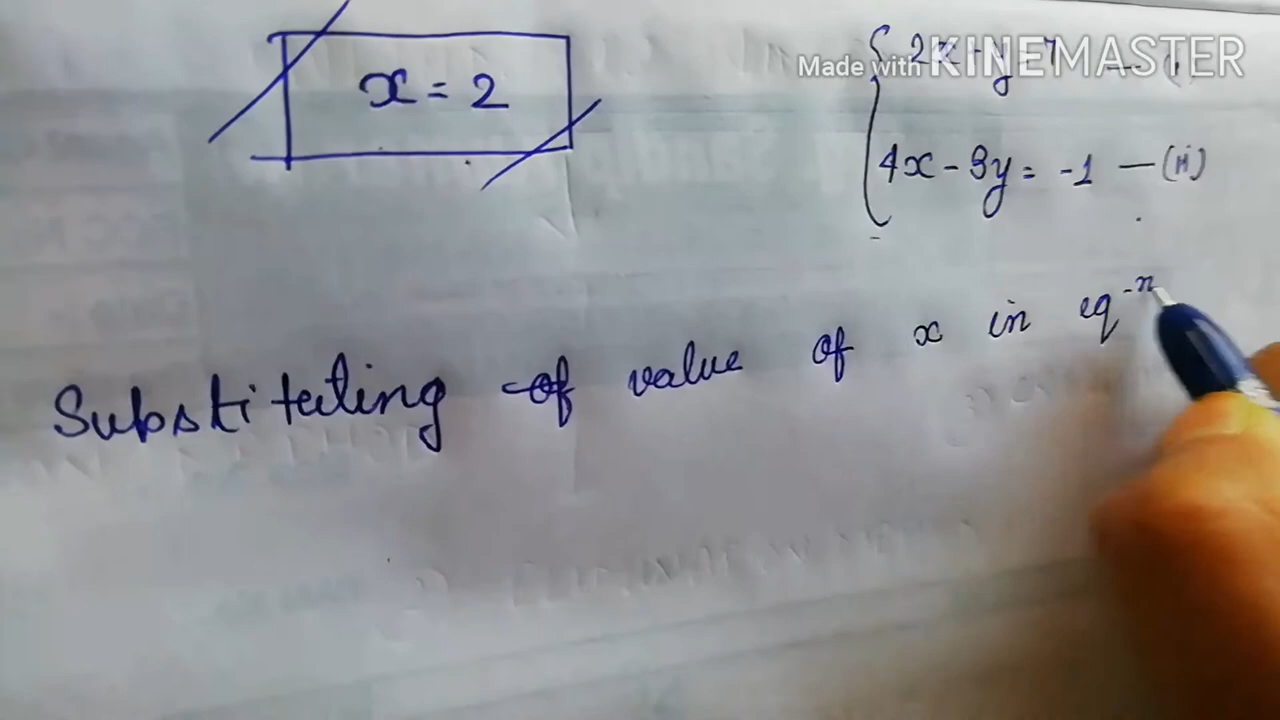 x = 2
Made with KINEMASTER
4x - 3y = -1 — (ii)
Substituting of value of x in eq-n